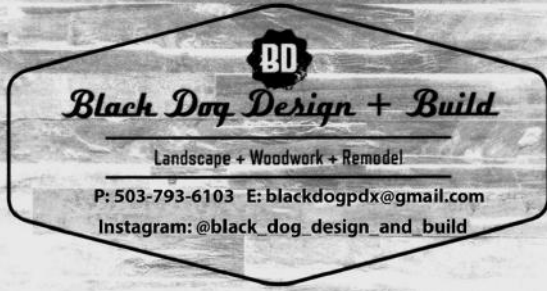 BD
Black Dog Design + Build
Landscape + Woodwork + Remodel
P: 503-793-6103 E: blackdogpdx@gmail.com
Instagram: @black_dog_design_and_build